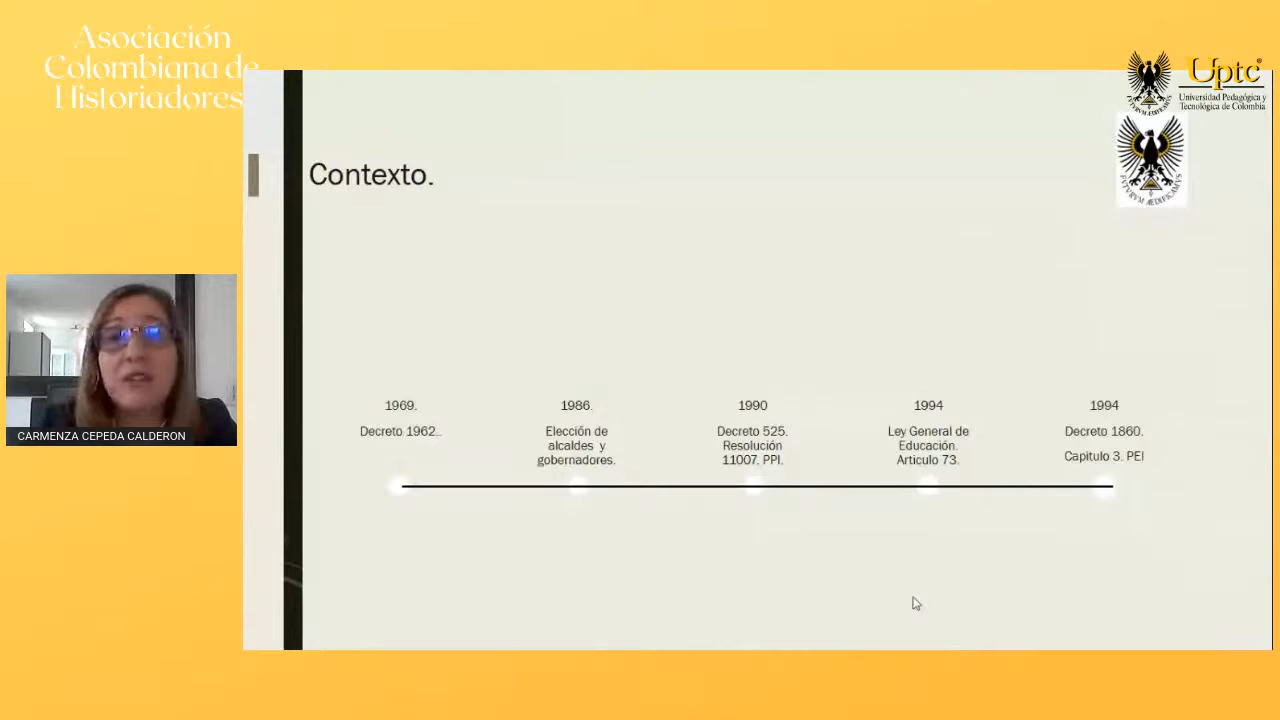 Asociación
Colombiana de
Historiadores
Uptc
Universidad Pedagógica y
Tecnológica de Colombia
Contexto.
1969.
Decreto 1962..
1986.
Elección de
alcaldes y
gobernadores.
1990
Decreto 525.
Resolución
11007. PPI.
1994
Ley General de
Educación.
Articulo 73.
1994
Decreto 1860.
Capitulo 3. PEI
CARMENZA CEPEDA CALDERON
FVTVRVM ÆDIFICAMVS